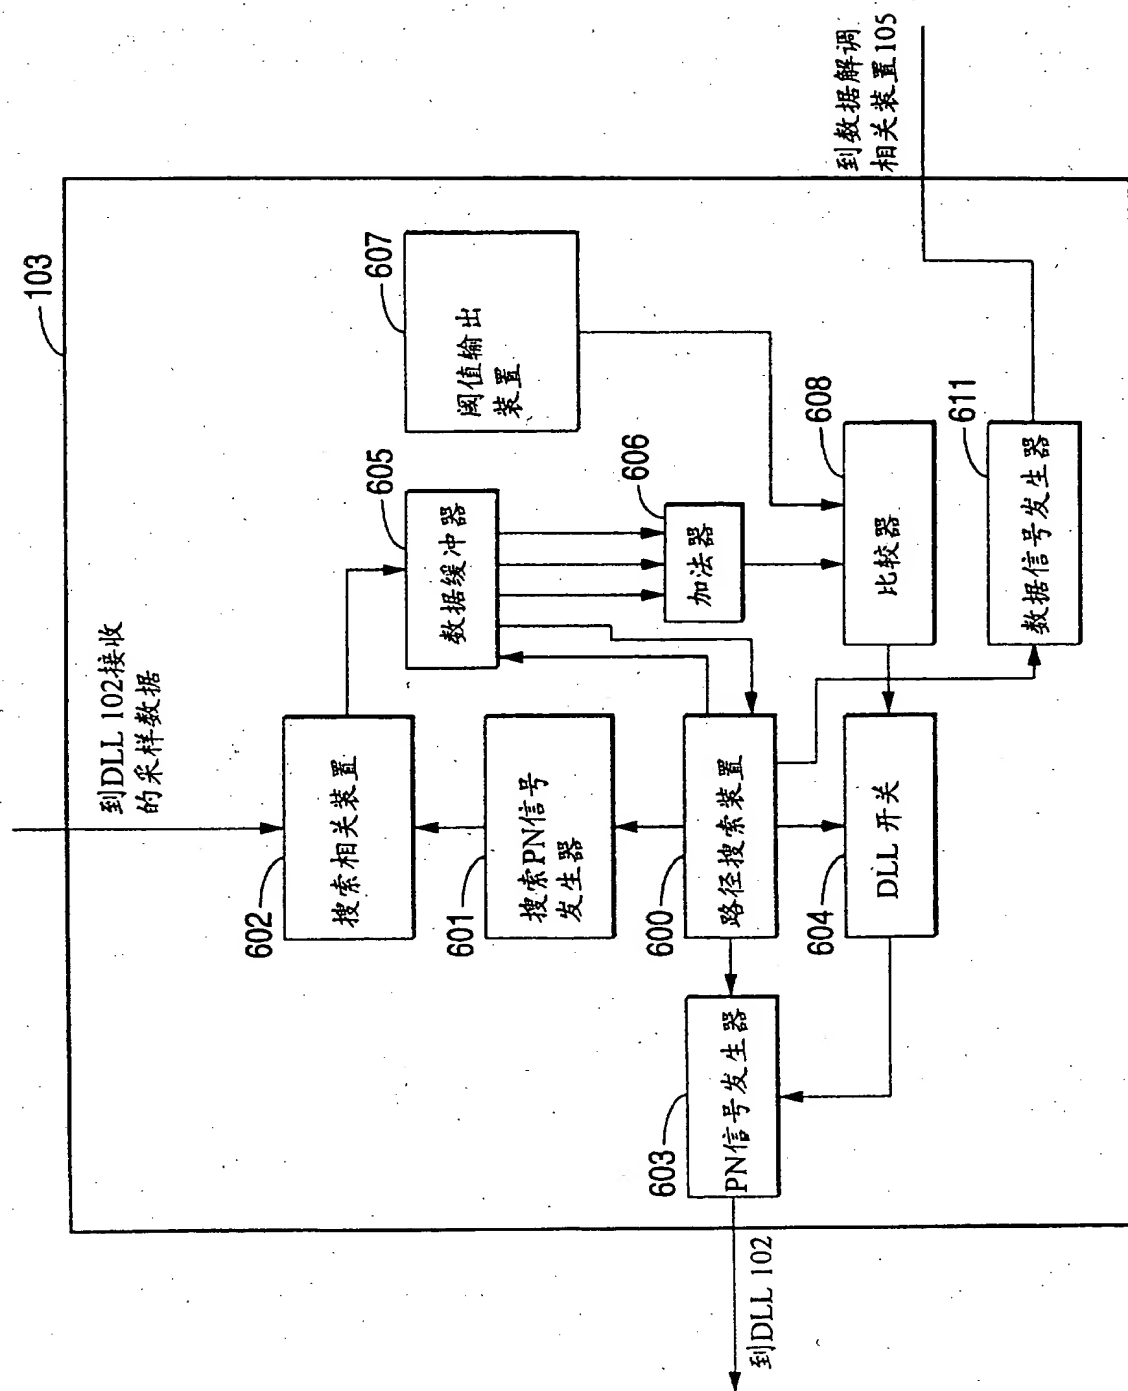 103
到DLL 102接收
的采样数据
602
搜索相关装置
601
搜索PN信号
发生器
605
数据缓冲器
607
阈值输出
装置
606
加法器
600
路径搜索装置
603
PN信号发生器
到DLL 102
604
DLL 开关
608
比较器
611
数据信号发生器
到数据解调
相关装置105